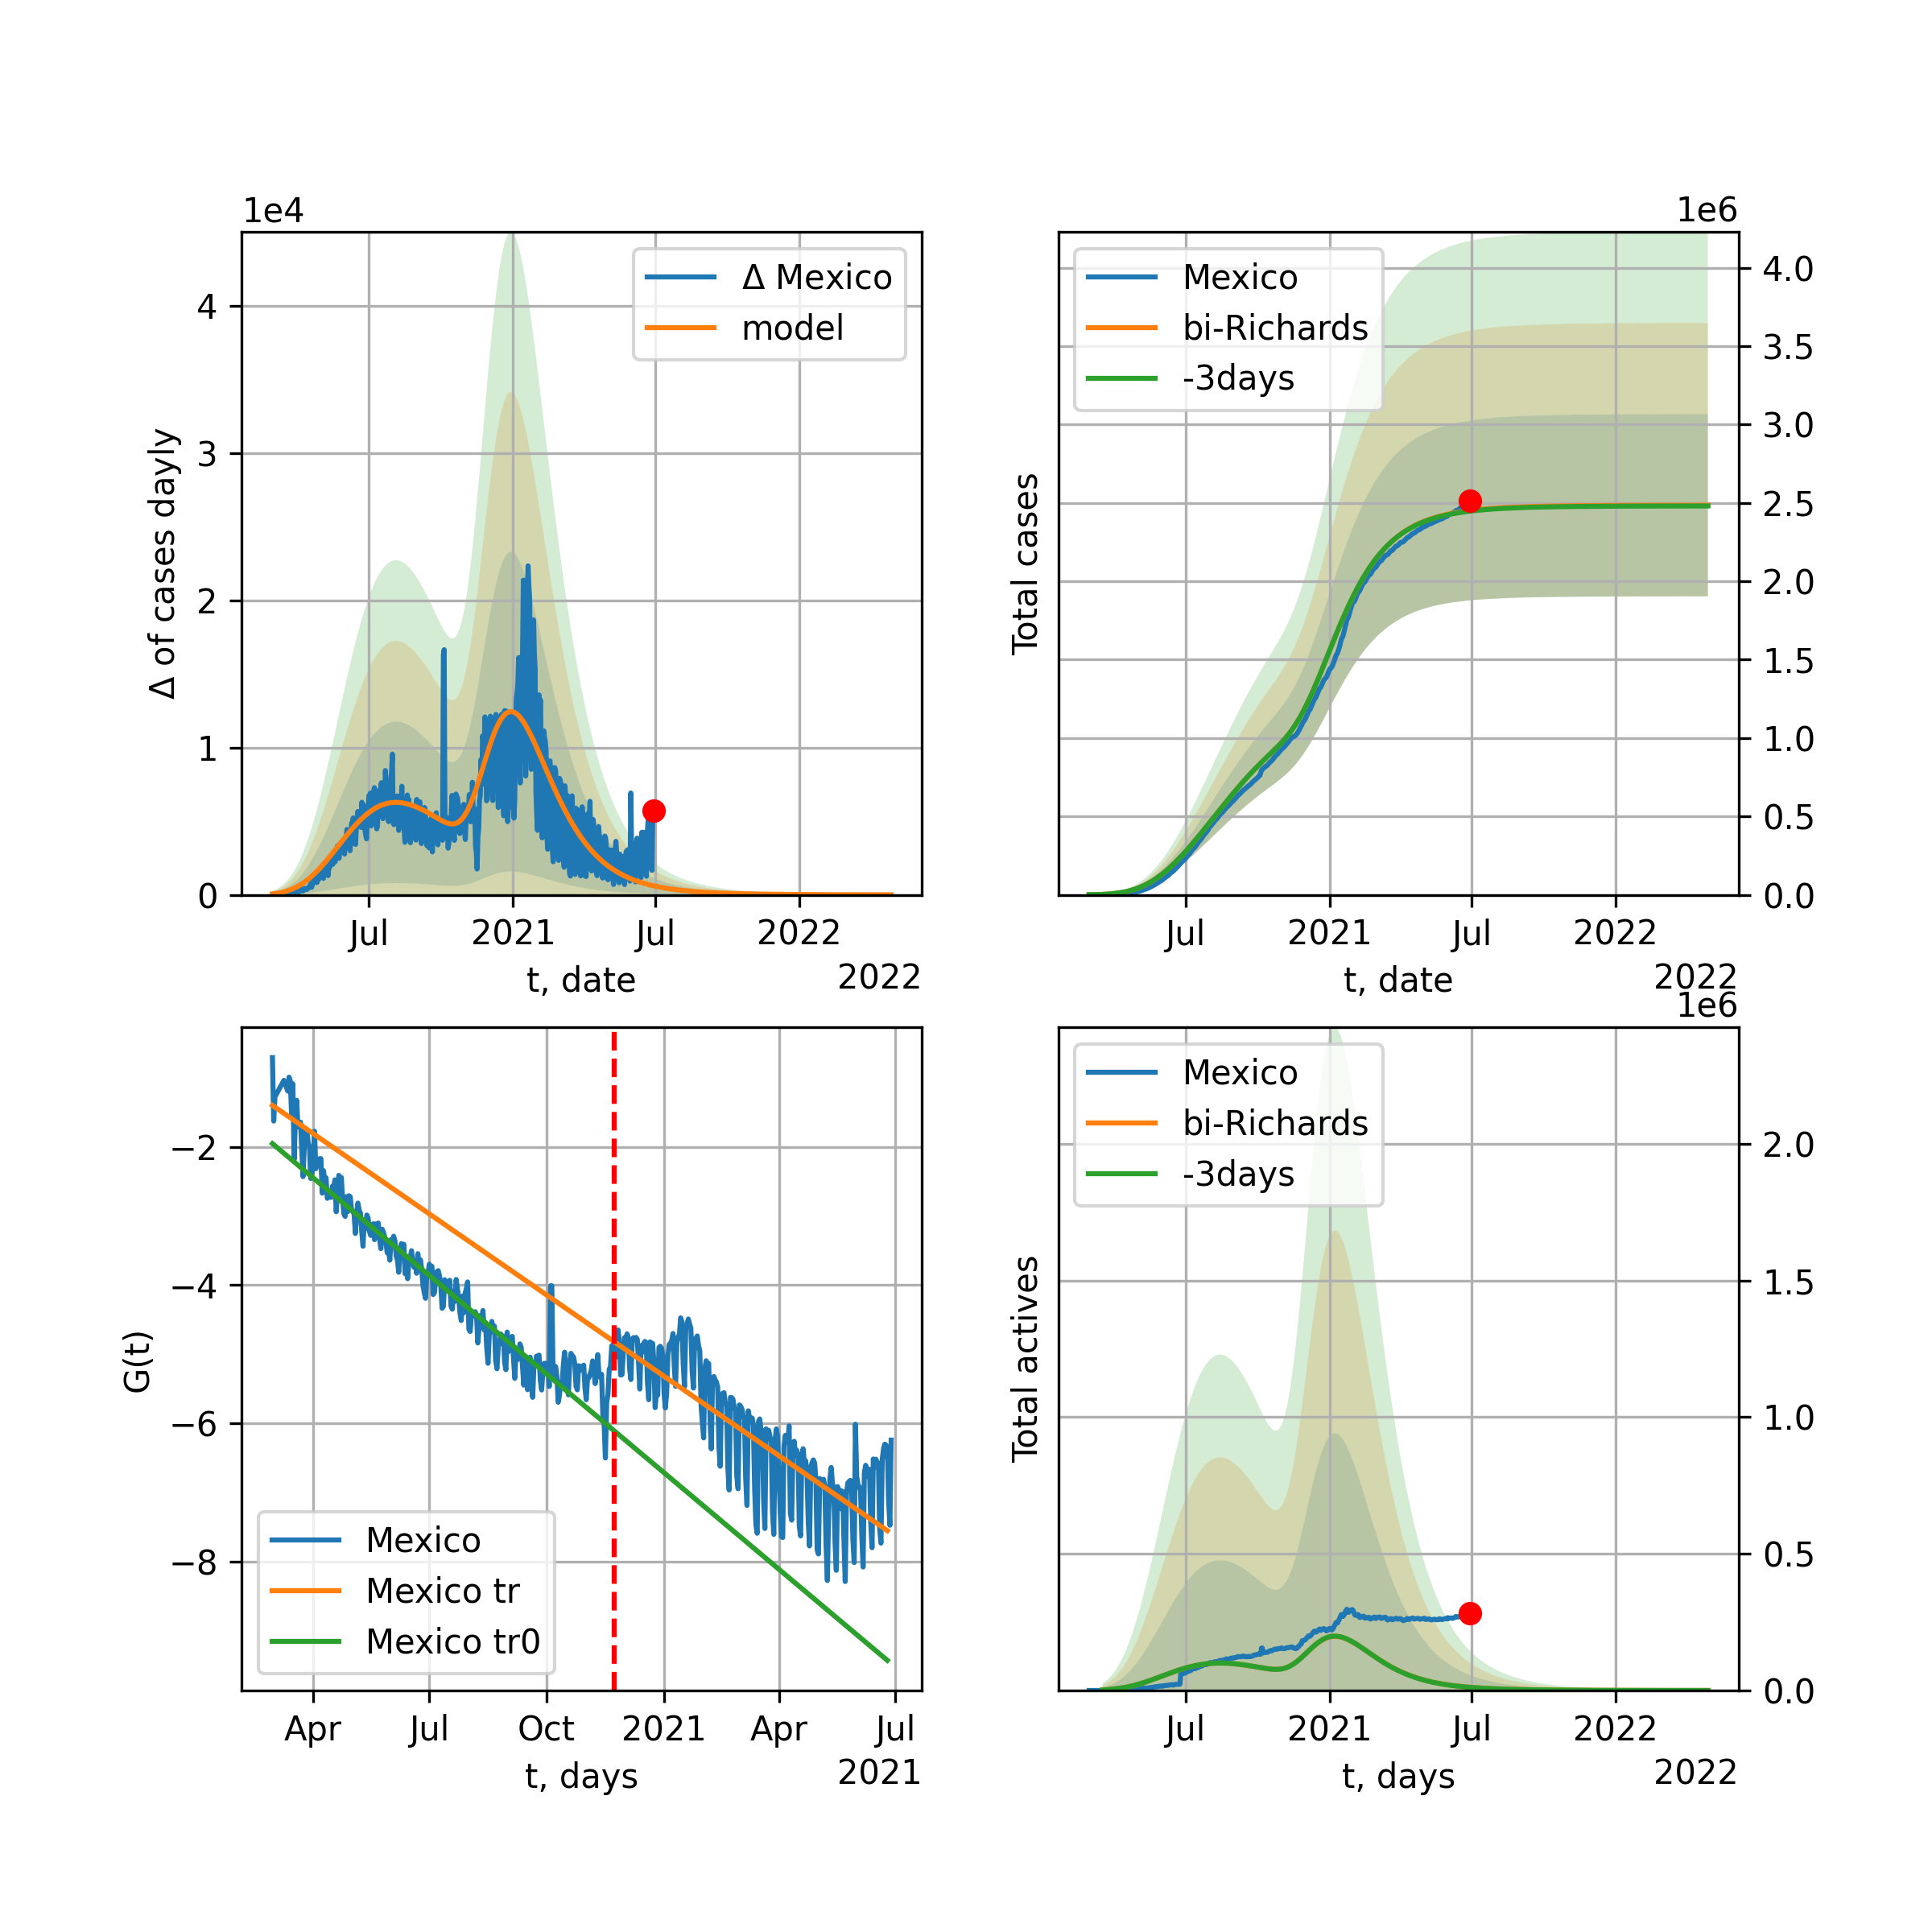 1e4
Δ of cases dayly
4
3
2
1
0
Δ Mexico
model
Jul
2021
Jul
2022
t, date
2022
1e6
Total cases
Mexico
bi-Richards
-3days
4.0
3.5
3.0
2.5
2.0
1.5
1.0
0.5
0.0
Jul
2021
Jul
2022
t, date
2022
G(t)
−2
−4
−6
−8
Mexico
Mexico tr
Mexico tr0
Apr
Jul
Oct
2021
Apr
Jul
t, days
2021
1e6
Total actives
Mexico
bi-Richards
-3days
2.0
1.5
1.0
0.5
0.0
Jul
2021
Jul
2022
t, days
2022